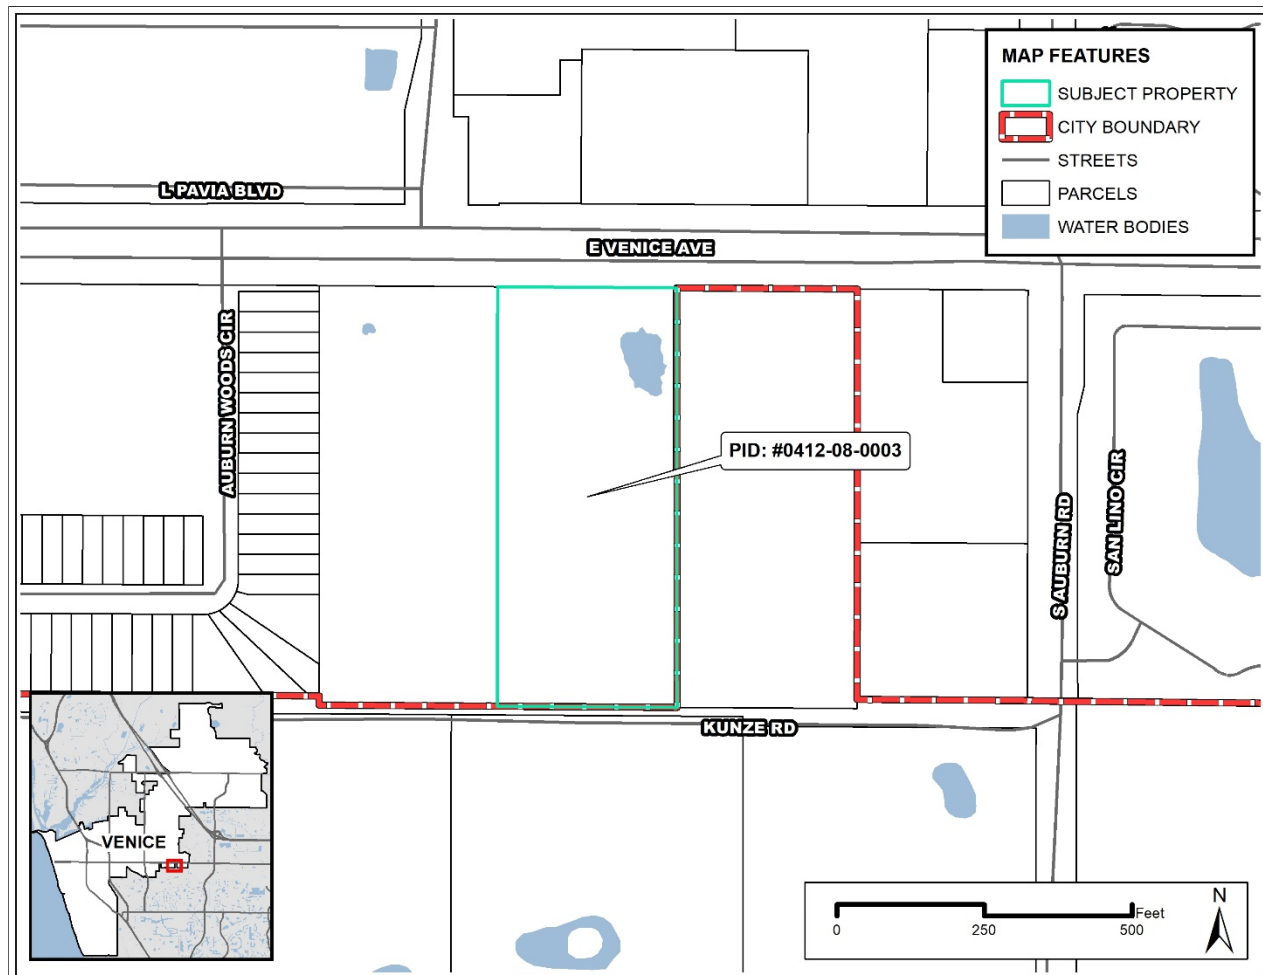 MAP FEATURES
SUBJECT PROPERTY
CITY BOUNDARY
STREETS
PARCELS
WATER BODIES
L PAVIA BLVD
E VENICE AVE
AUBURN WOODS CIR
PID: #0412-08-0003
S AUBURN RD
SAN LINO CIR
KUNZE RD
VENICE
N
Feet
0 250 500